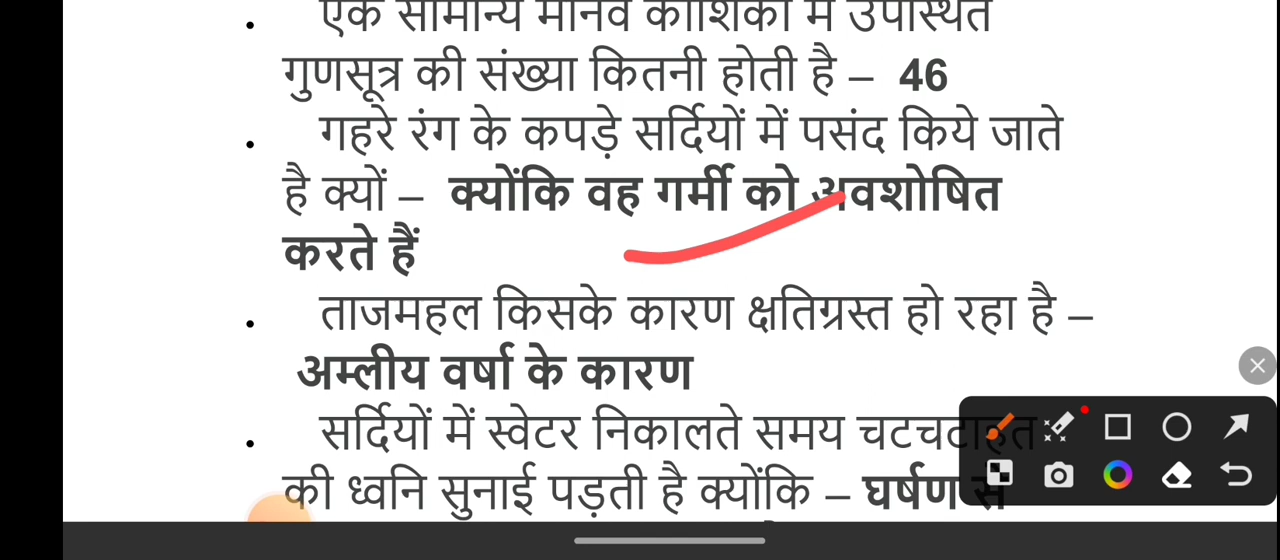 • एक सामान्य मानव कोशिका में उपस्थित
गुणसूत्र की संख्या कितनी होती है – 46
• गहरे रंग के कपड़े सर्दियों में पसंद किये जाते
है क्यों – क्योंकि वह गर्मी को अवशोषित
करते हैं
• ताजमहल किसके कारण क्षतिग्रस्त हो रहा है –
अम्लीय वर्षा के कारण
• सर्दियों में स्वेटर निकालते समय चटचटाहत
की ध्वनि सुनाई पड़ती है क्योंकि – घर्षण से